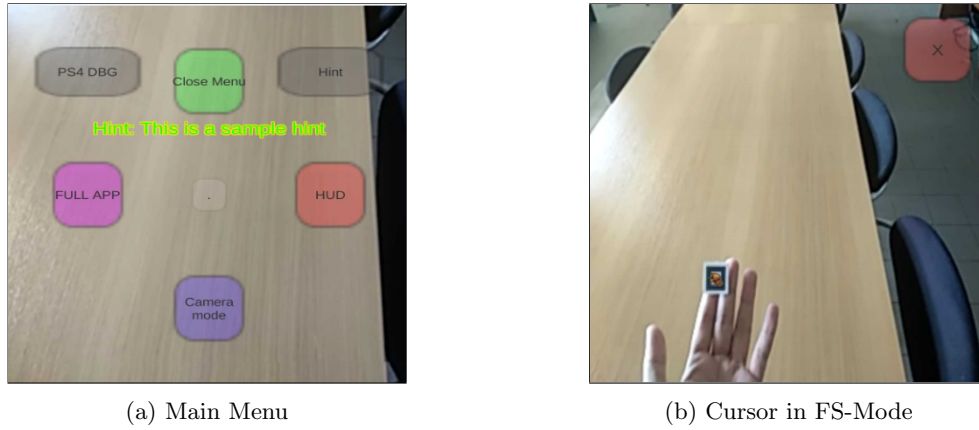 PS4 DBG
Close Menu
Hint
Hint: This is a sample hint
FULL APP
.
HUD
Camera
mode
X
(a) Main Menu
(b) Cursor in FS-Mode